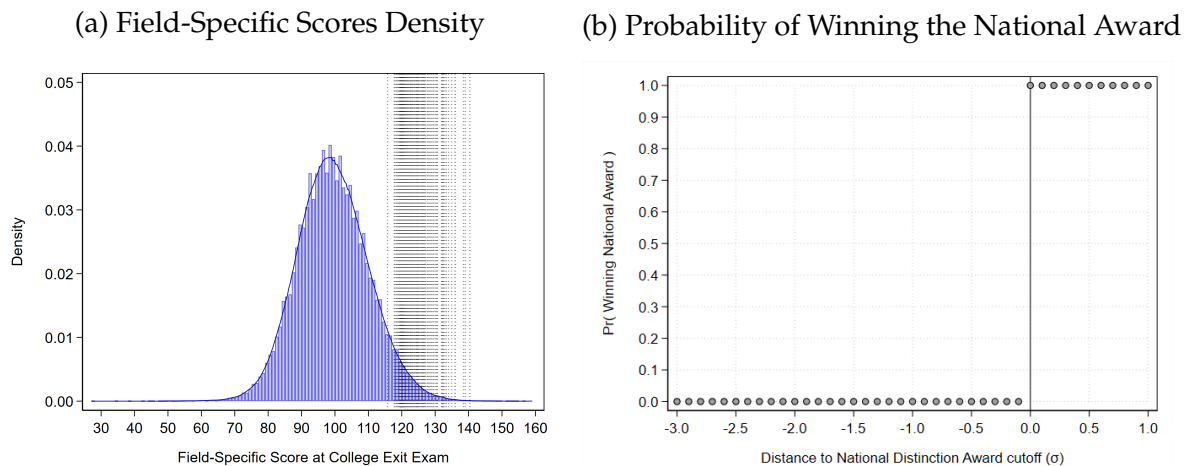 (a) Field-Specific Scores Density
0.05
0.04
0.03
0.02
0.01
0.00
Density
30 40 50 60 70 80 90 100 110 120 130 140 150 160
Field-Specific Score at College Exit Exam
(b) Probability of Winning the National Award
1.0
0.9
0.8
0.7
0.6
0.5
0.4
0.3
0.2
0.1
0.0
Pr( Winning National Award )
-3.0 -2.5 -2.0 -1.5 -1.0 -0.5 0.0 0.5 1.0
Distance to National Distinction Award cutoff (σ)